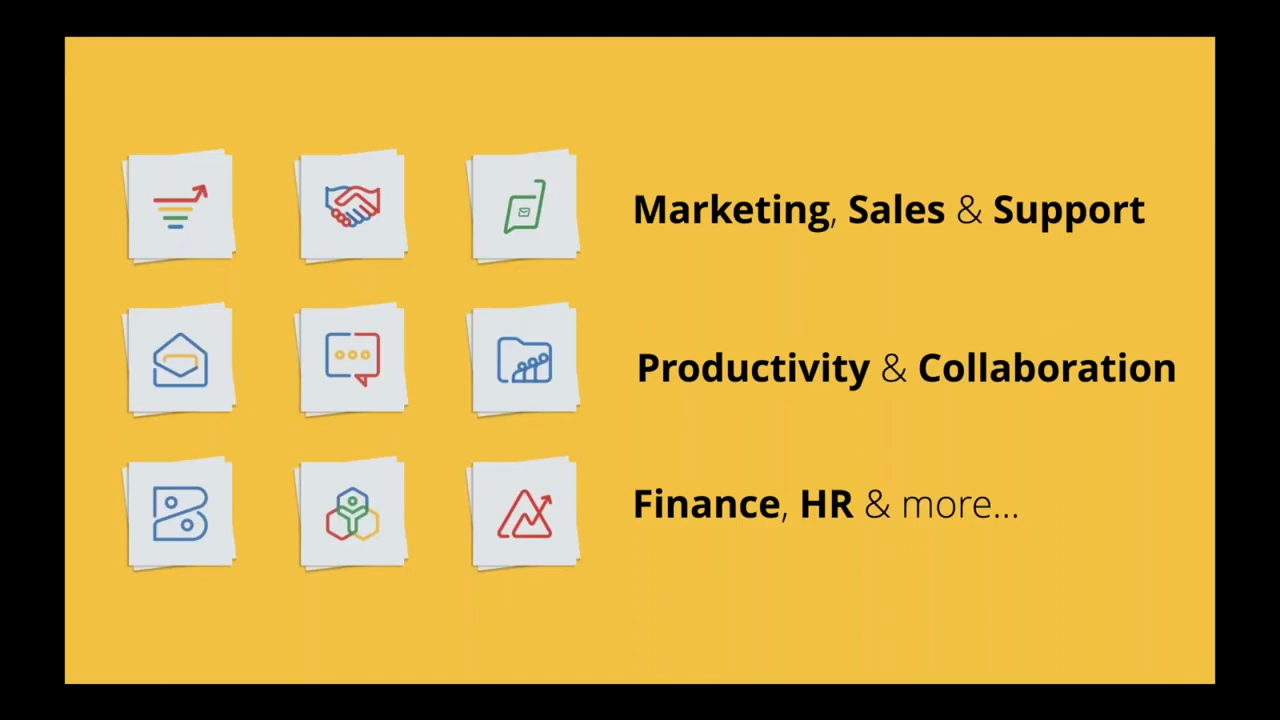 Marketing, Sales & Support
Productivity & Collaboration
Finance, HR & more...